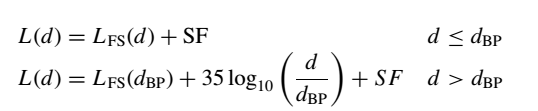 L(d) = L_FS(d) + SF d ≤ d_BP
L(d) = L_FS(d_BP) + 35 log_10 (d/d_BP) + SF d > d_BP